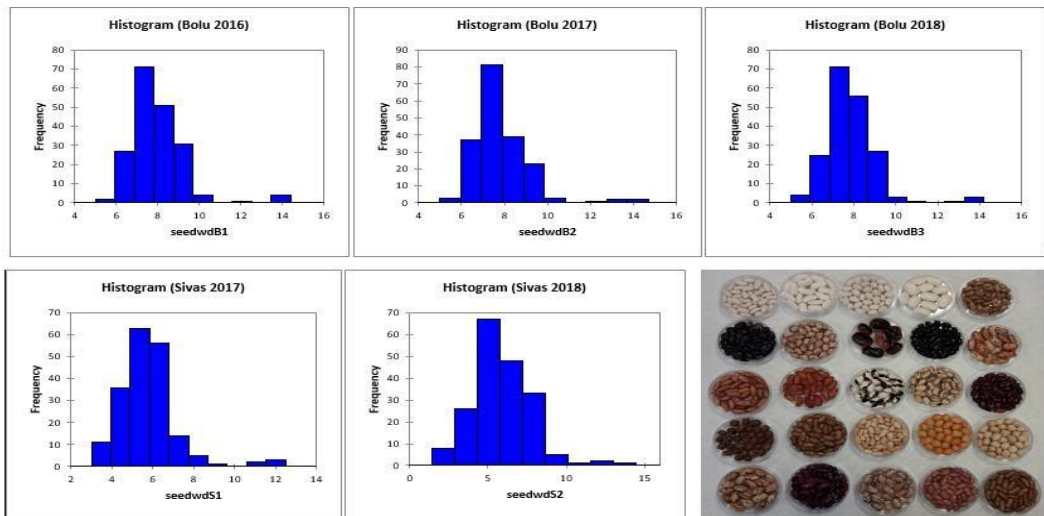 Histogram (Bolu 2016)
80
70
60
50
40
30
20
10
0
Frequency
4 6 8 10 12 14 16
seedwdB1
Histogram (Bolu 2017)
90
80
70
60
50
40
30
20
10
0
Frequency
4 6 8 10 12 14 16
seedwdB2
Histogram (Bolu 2018)
80
70
60
50
40
30
20
10
0
Frequency
4 6 8 10 12 14 16
seedwdB3
Histogram (Sivas 2017)
70
60
50
40
30
20
10
0
Frequency
2 4 6 8 10 12 14
seedwdS1
Histogram (Sivas 2018)
70
60
50
40
30
20
10
0
Frequency
0 5 10 15
seedwdS2